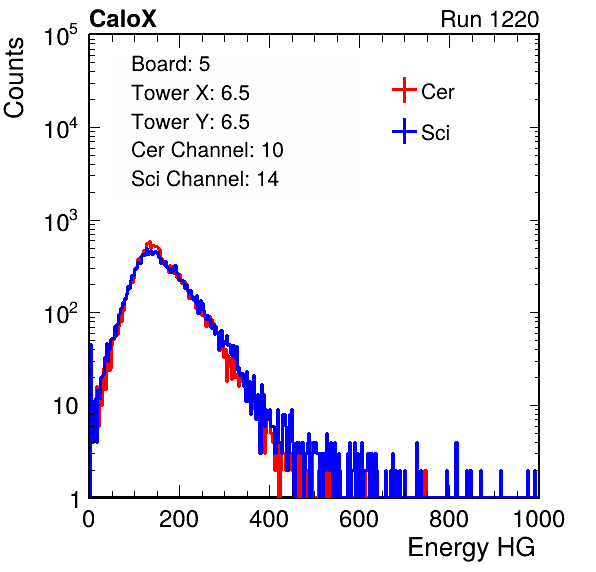 CaloX Run 1220
Board: 5
Tower X: 6.5
Tower Y: 6.5
Cer Channel: 10
Sci Channel: 14
Cer
Sci
Counts
10^5
10^4
10^3
10^2
10
1
0 200 400 600 800 1000
Energy HG